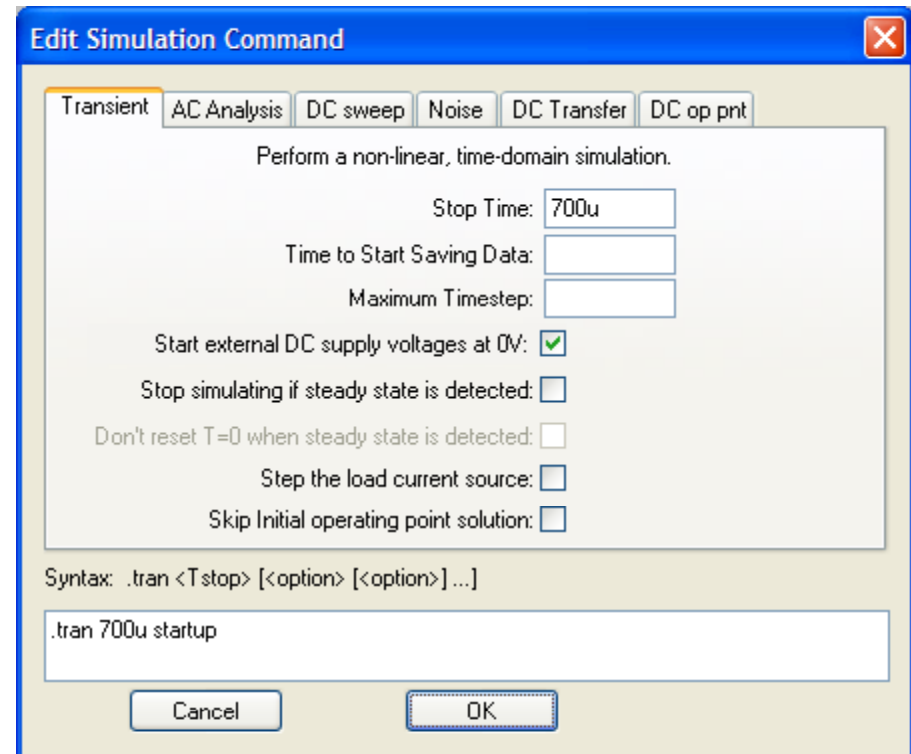 Edit Simulation Command
Transient AC Analysis DC sweep Noise DC Transfer DC op pnt
Perform a non-linear, time-domain simulation.
Stop Time: 700u
Time to Start Saving Data:
Maximum Timestep:
Start external DC supply voltages at 0V:
Stop simulating if steady state is detected:
Don't reset T=0 when steady state is detected:
Step the load current source:
Skip Initial operating point solution:
Syntax: .tran <Tstop> [<option> [<option>] ...]
.tran 700u startup
Cancel OK